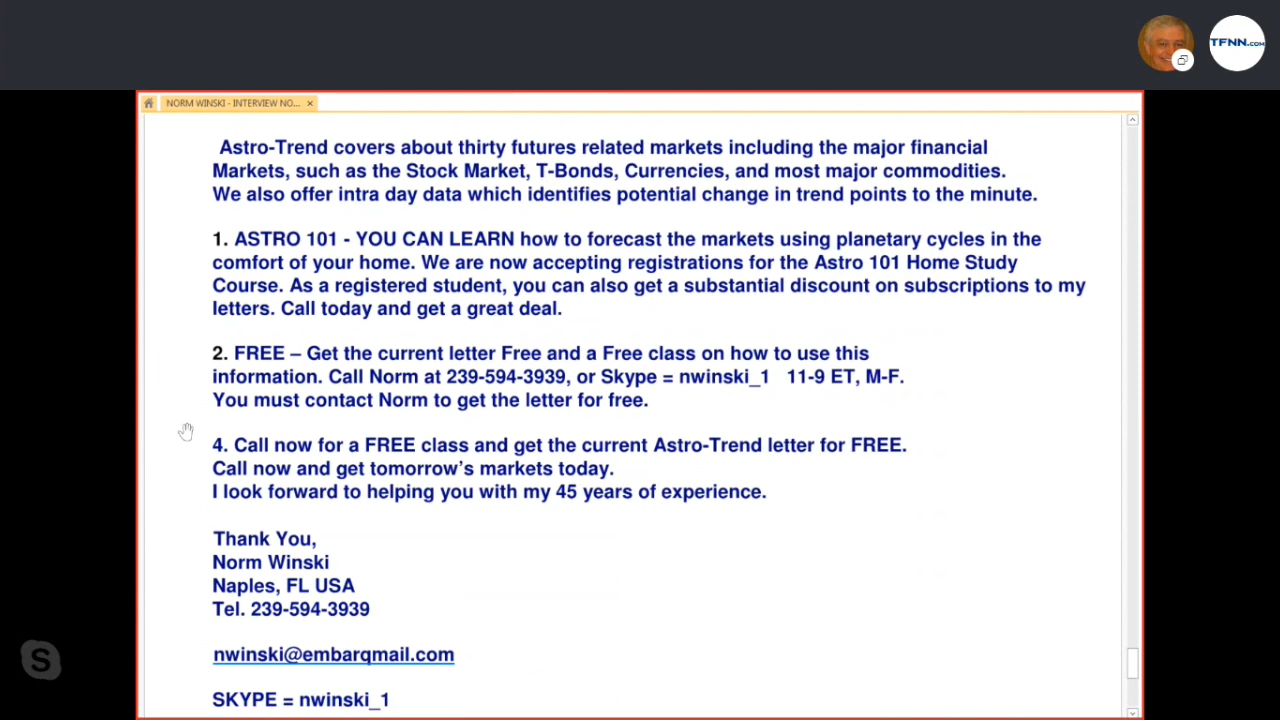 TFNN.COM
NORM WINSKI - INTERVIEW NO...
Astro-Trend covers about thirty futures related markets including the major financial
Markets, such as the Stock Market, T-Bonds, Currencies, and most major commodities.
We also offer intra day data which identifies potential change in trend points to the minute.
1. ASTRO 101 - YOU CAN LEARN how to forecast the markets using planetary cycles in the
comfort of your home. We are now accepting registrations for the Astro 101 Home Study
Course. As a registered student, you can also get a substantial discount on subscriptions to my
letters. Call today and get a great deal.
2. FREE – Get the current letter Free and a Free class on how to use this
information. Call Norm at 239-594-3939, or Skype = nwinski_1 11-9 ET, M-F.
You must contact Norm to get the letter for free.
4. Call now for a FREE class and get the current Astro-Trend letter for FREE.
Call now and get tomorrow’s markets today.
I look forward to helping you with my 45 years of experience.
Thank You,
Norm Winski
Naples, FL USA
Tel. 239-594-3939
nwinski@embarqmail.com
SKYPE = nwinski_1